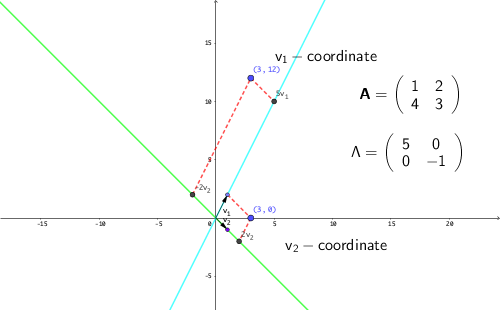 15
(3, 12)
v₁ − coordinate
A = ( 1 2
4 3 )
5v₁
10
Λ = ( 5 0
0 −1 )
5
2v₂
v₁
(3, 0)
v₂
-15 -10 -5 0 5 10 15 20
2v₂
v₂ − coordinate
-5